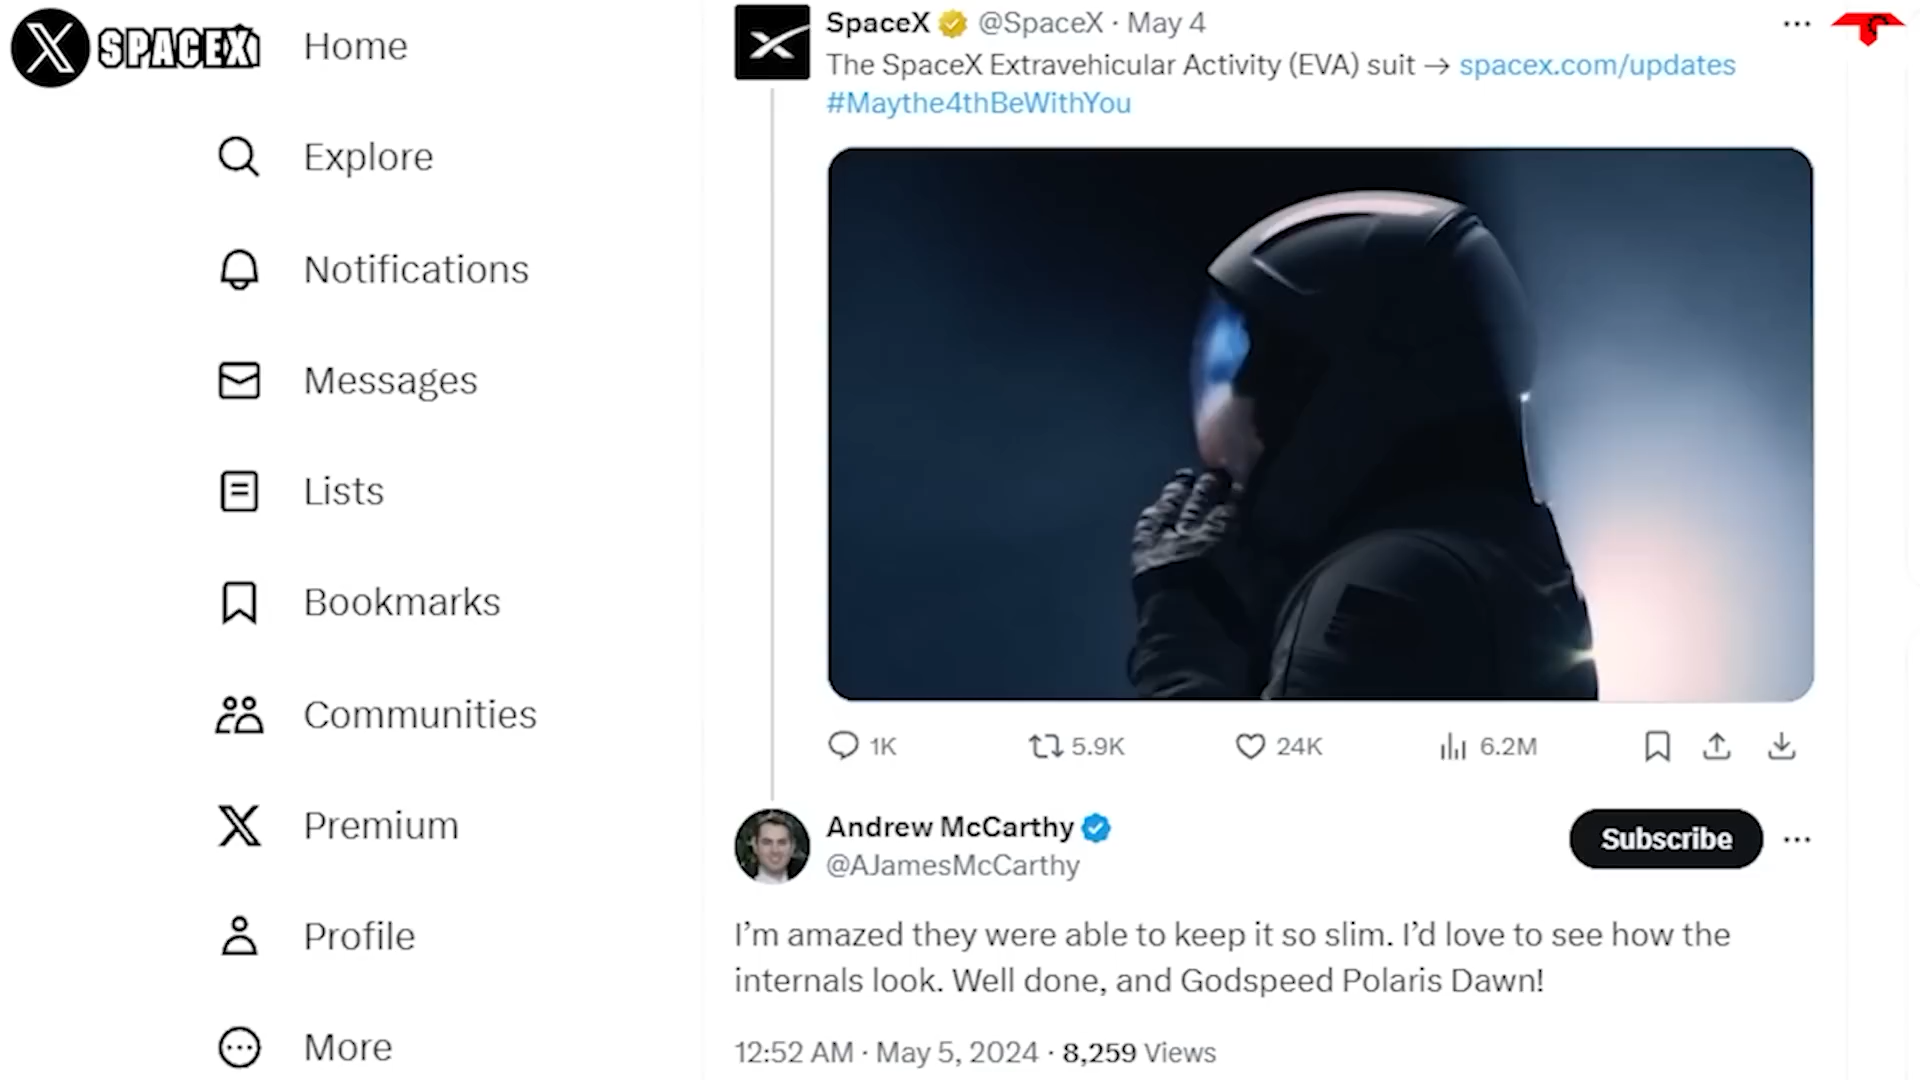 SPACEX
Home
Explore
Notifications
Messages
Lists
Bookmarks
Communities
Premium
Profile
More
SpaceX @SpaceX · May 4
The SpaceX Extravehicular Activity (EVA) suit → spacex.com/updates
#Maythe4thBeWithYou
1K 5.9K 24K 6.2M
Andrew McCarthy
@AJamesMcCarthy
Subscribe
I’m amazed they were able to keep it so slim. I’d love to see how the
internals look. Well done, and Godspeed Polaris Dawn!
12:52 AM · May 5, 2024 · 8,259 Views